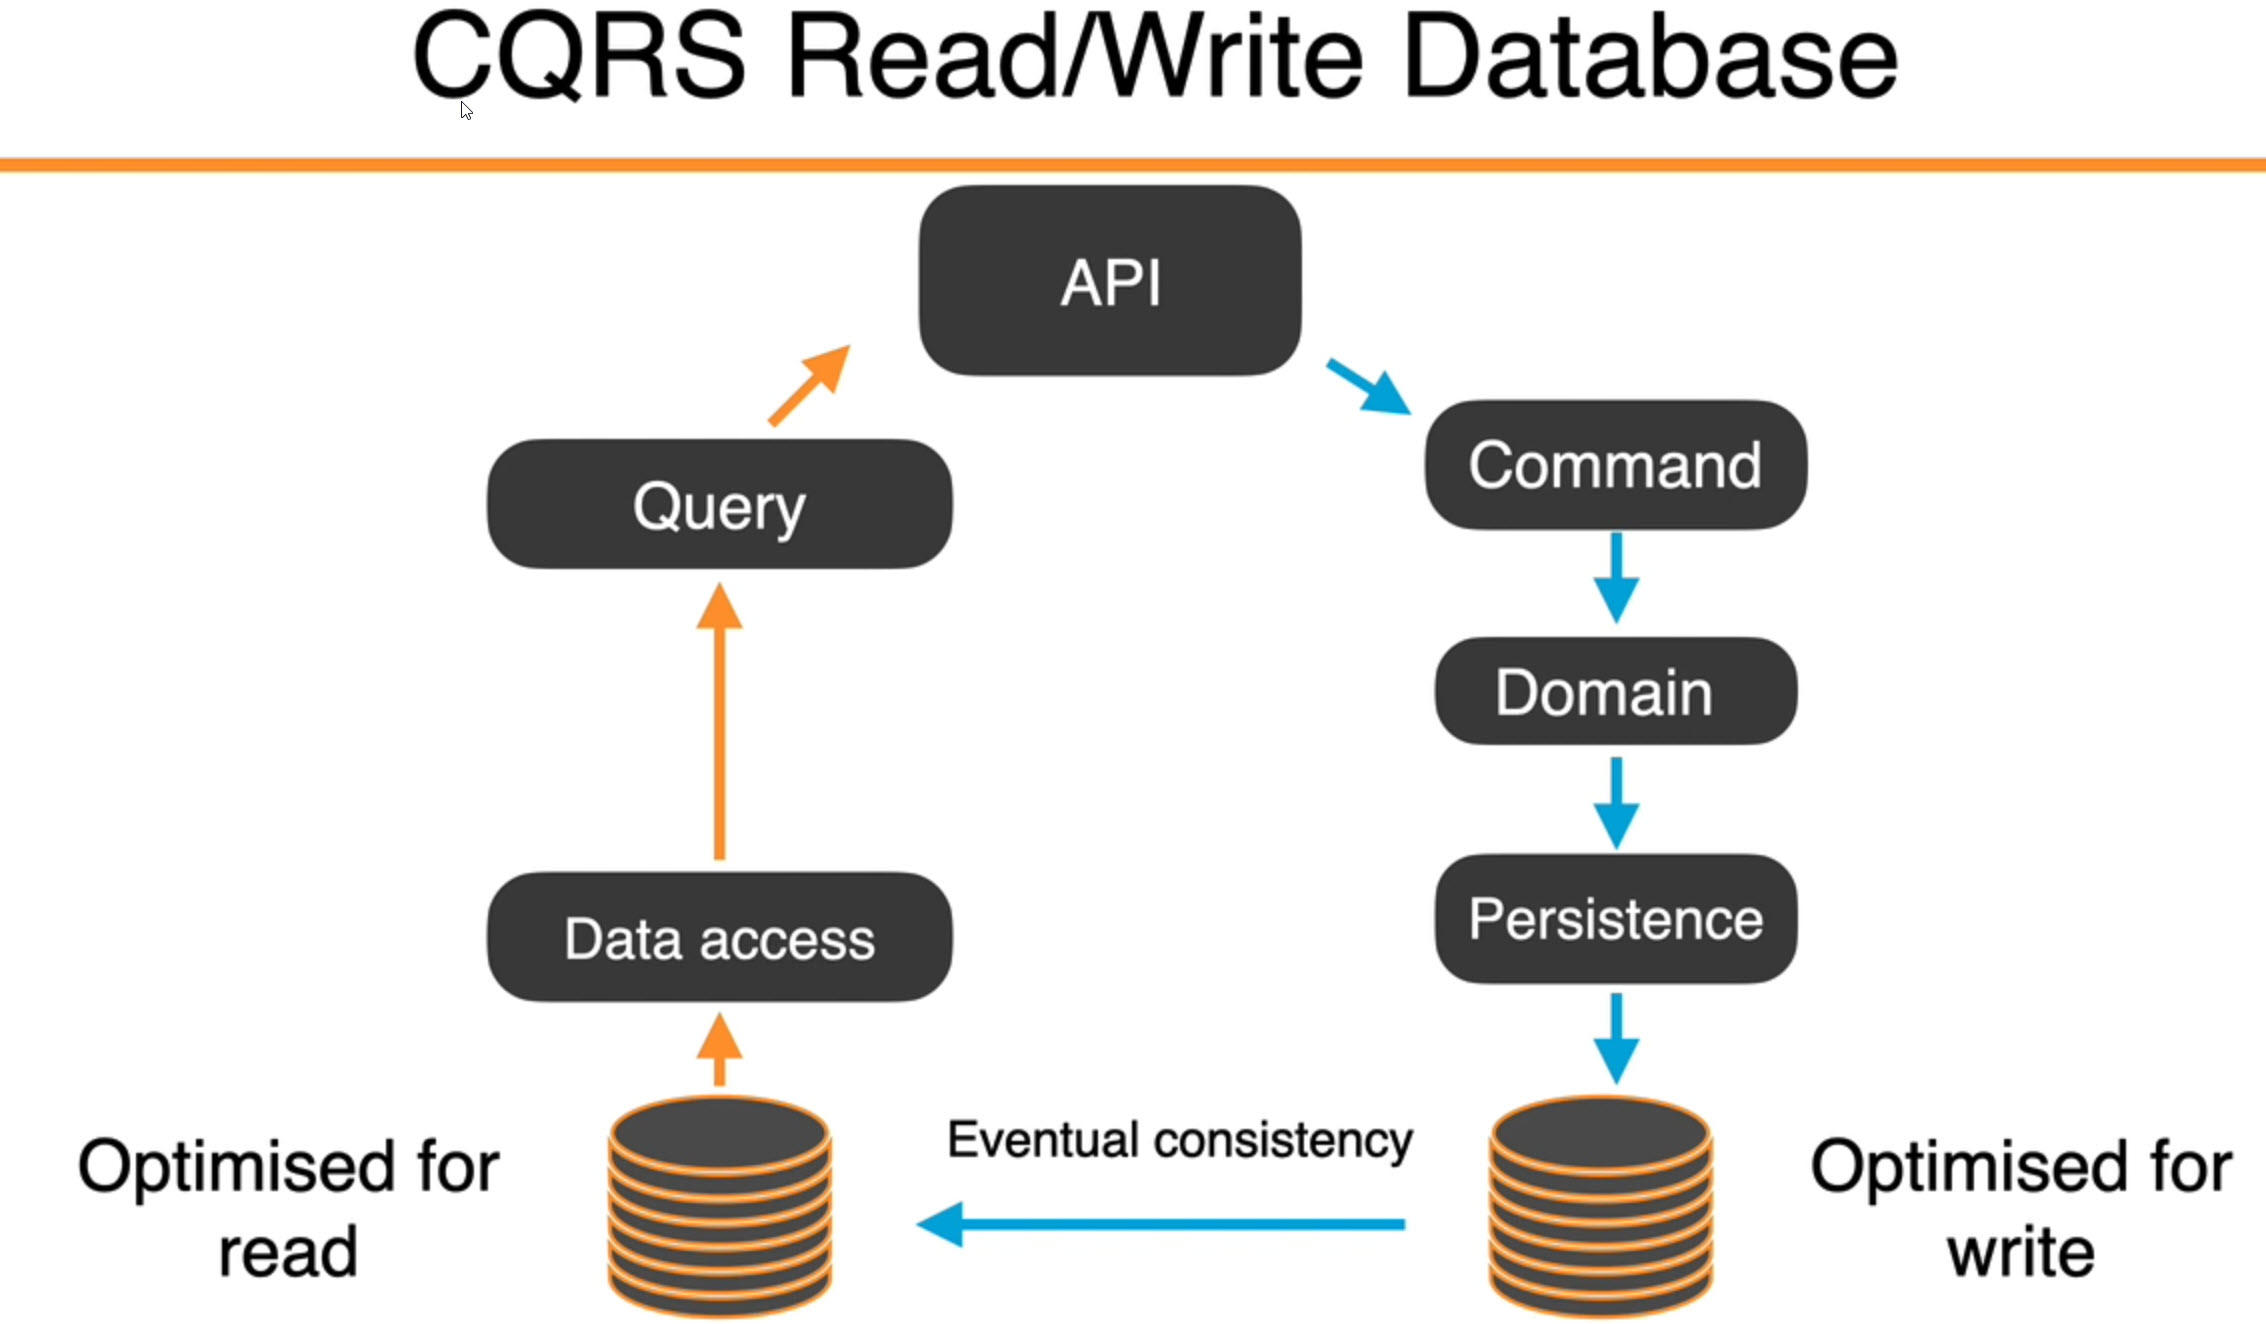 CQRS Read/Write Database
API
Query
Command
Domain
Data access
Persistence
Eventual consistency
Optimised for
read
Optimised for
write